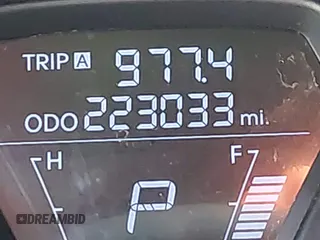 TRIP A 977.4
ODO 223033 mi.
H F
P
DREAMBID